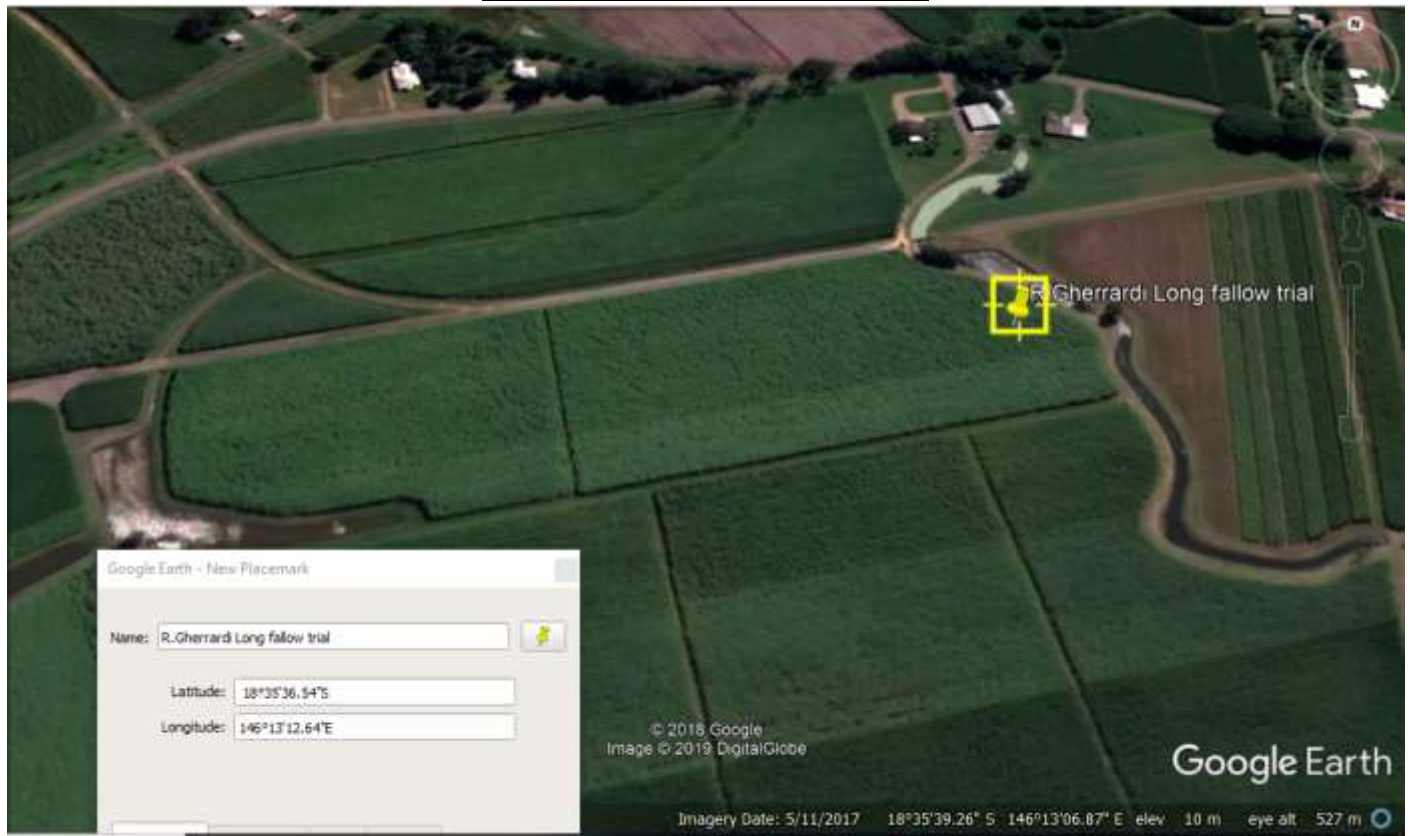 N
R.Gherrardi Long fallow trial
Google Earth - New Placemark
Name: R.Gherrardi Long fallow trial
Latitude: 18°35'36.54"S
Longitude: 146°13'12.64"E
© 2018 Google
Image © 2019 DigitalGlobe
Google Earth
Imagery Date: 5/11/2017 18°35'39.26" S 146°13'06.87" E elev 10 m eye alt 527 m